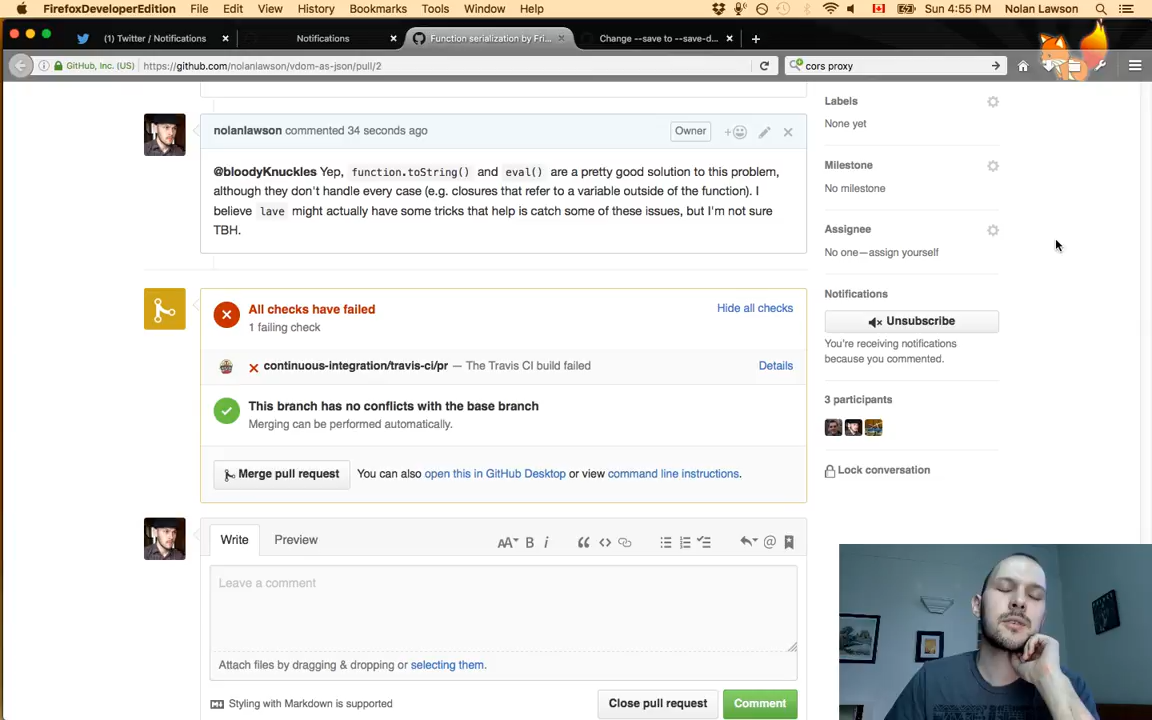 FirefoxDeveloperEdition File Edit View History Bookmarks Tools Window Help Sun 4:55 PM Nolan Lawson
(1) Twitter / Notifications × Notifications × Function serialization by Fri... × Change --save to --save-d... × +
GitHub, Inc. (US) https://github.com/nolanlawson/vdom-as-json/pull/2 cors proxy
Labels
None yet
Milestone
No milestone
Assignee
No one—assign yourself
Notifications
Unsubscribe
You're receiving notifications
because you commented.
3 participants
Lock conversation
nolanlawson commented 34 seconds ago Owner
@bloodyKnuckles Yep, function.toString() and eval() are a pretty good solution to this problem,
although they don't handle every case (e.g. closures that refer to a variable outside of the function). I
believe lave might actually have some tricks that help is catch some of these issues, but I'm not sure
TBH.
All checks have failed Hide all checks
1 failing check
continuous-integration/travis-ci/pr — The Travis CI build failed Details
This branch has no conflicts with the base branch
Merging can be performed automatically.
Merge pull request You can also open this in GitHub Desktop or view command line instructions.
Write Preview AA B i
Leave a comment
Attach files by dragging & dropping or selecting them.
Styling with Markdown is supported Close pull request Comment